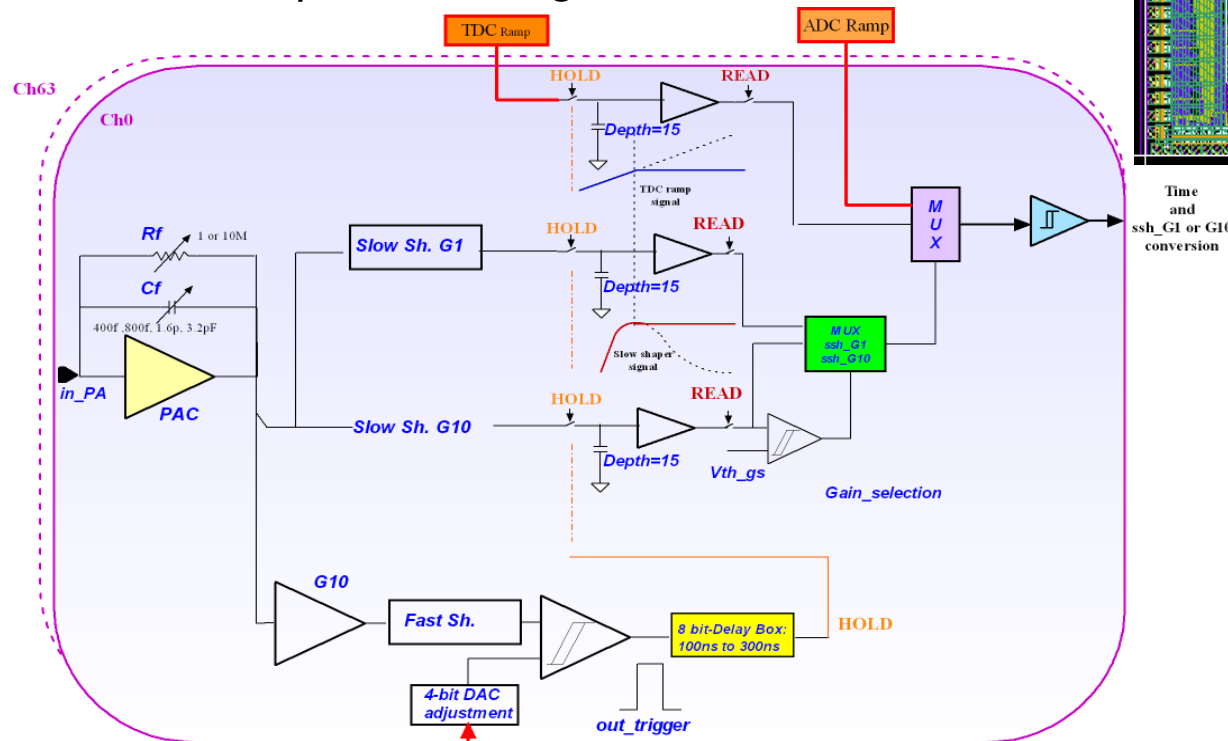 TDC Ramp
ADC Ramp
Ch63
Ch0
HOLD
READ
Depth=15
TDC ramp
signal
Time
and
ssh_G1 or G10
conversion
M
U
X
Rf
1 or 10M
Cf
400f ,800f, 1.6p, 3.2pF
in_PA
PAC
Slow Sh. G1
HOLD
READ
Depth=15
Slow shaper
signal
MUX
ssh_G1
ssh_G10
Slow Sh. G10
HOLD
READ
Depth=15
Vth_gs
Gain_selection
G10
Fast Sh.
8 bit-Delay Box:
100ns to 300ns
HOLD
4-bit DAC
adjustment
out_trigger